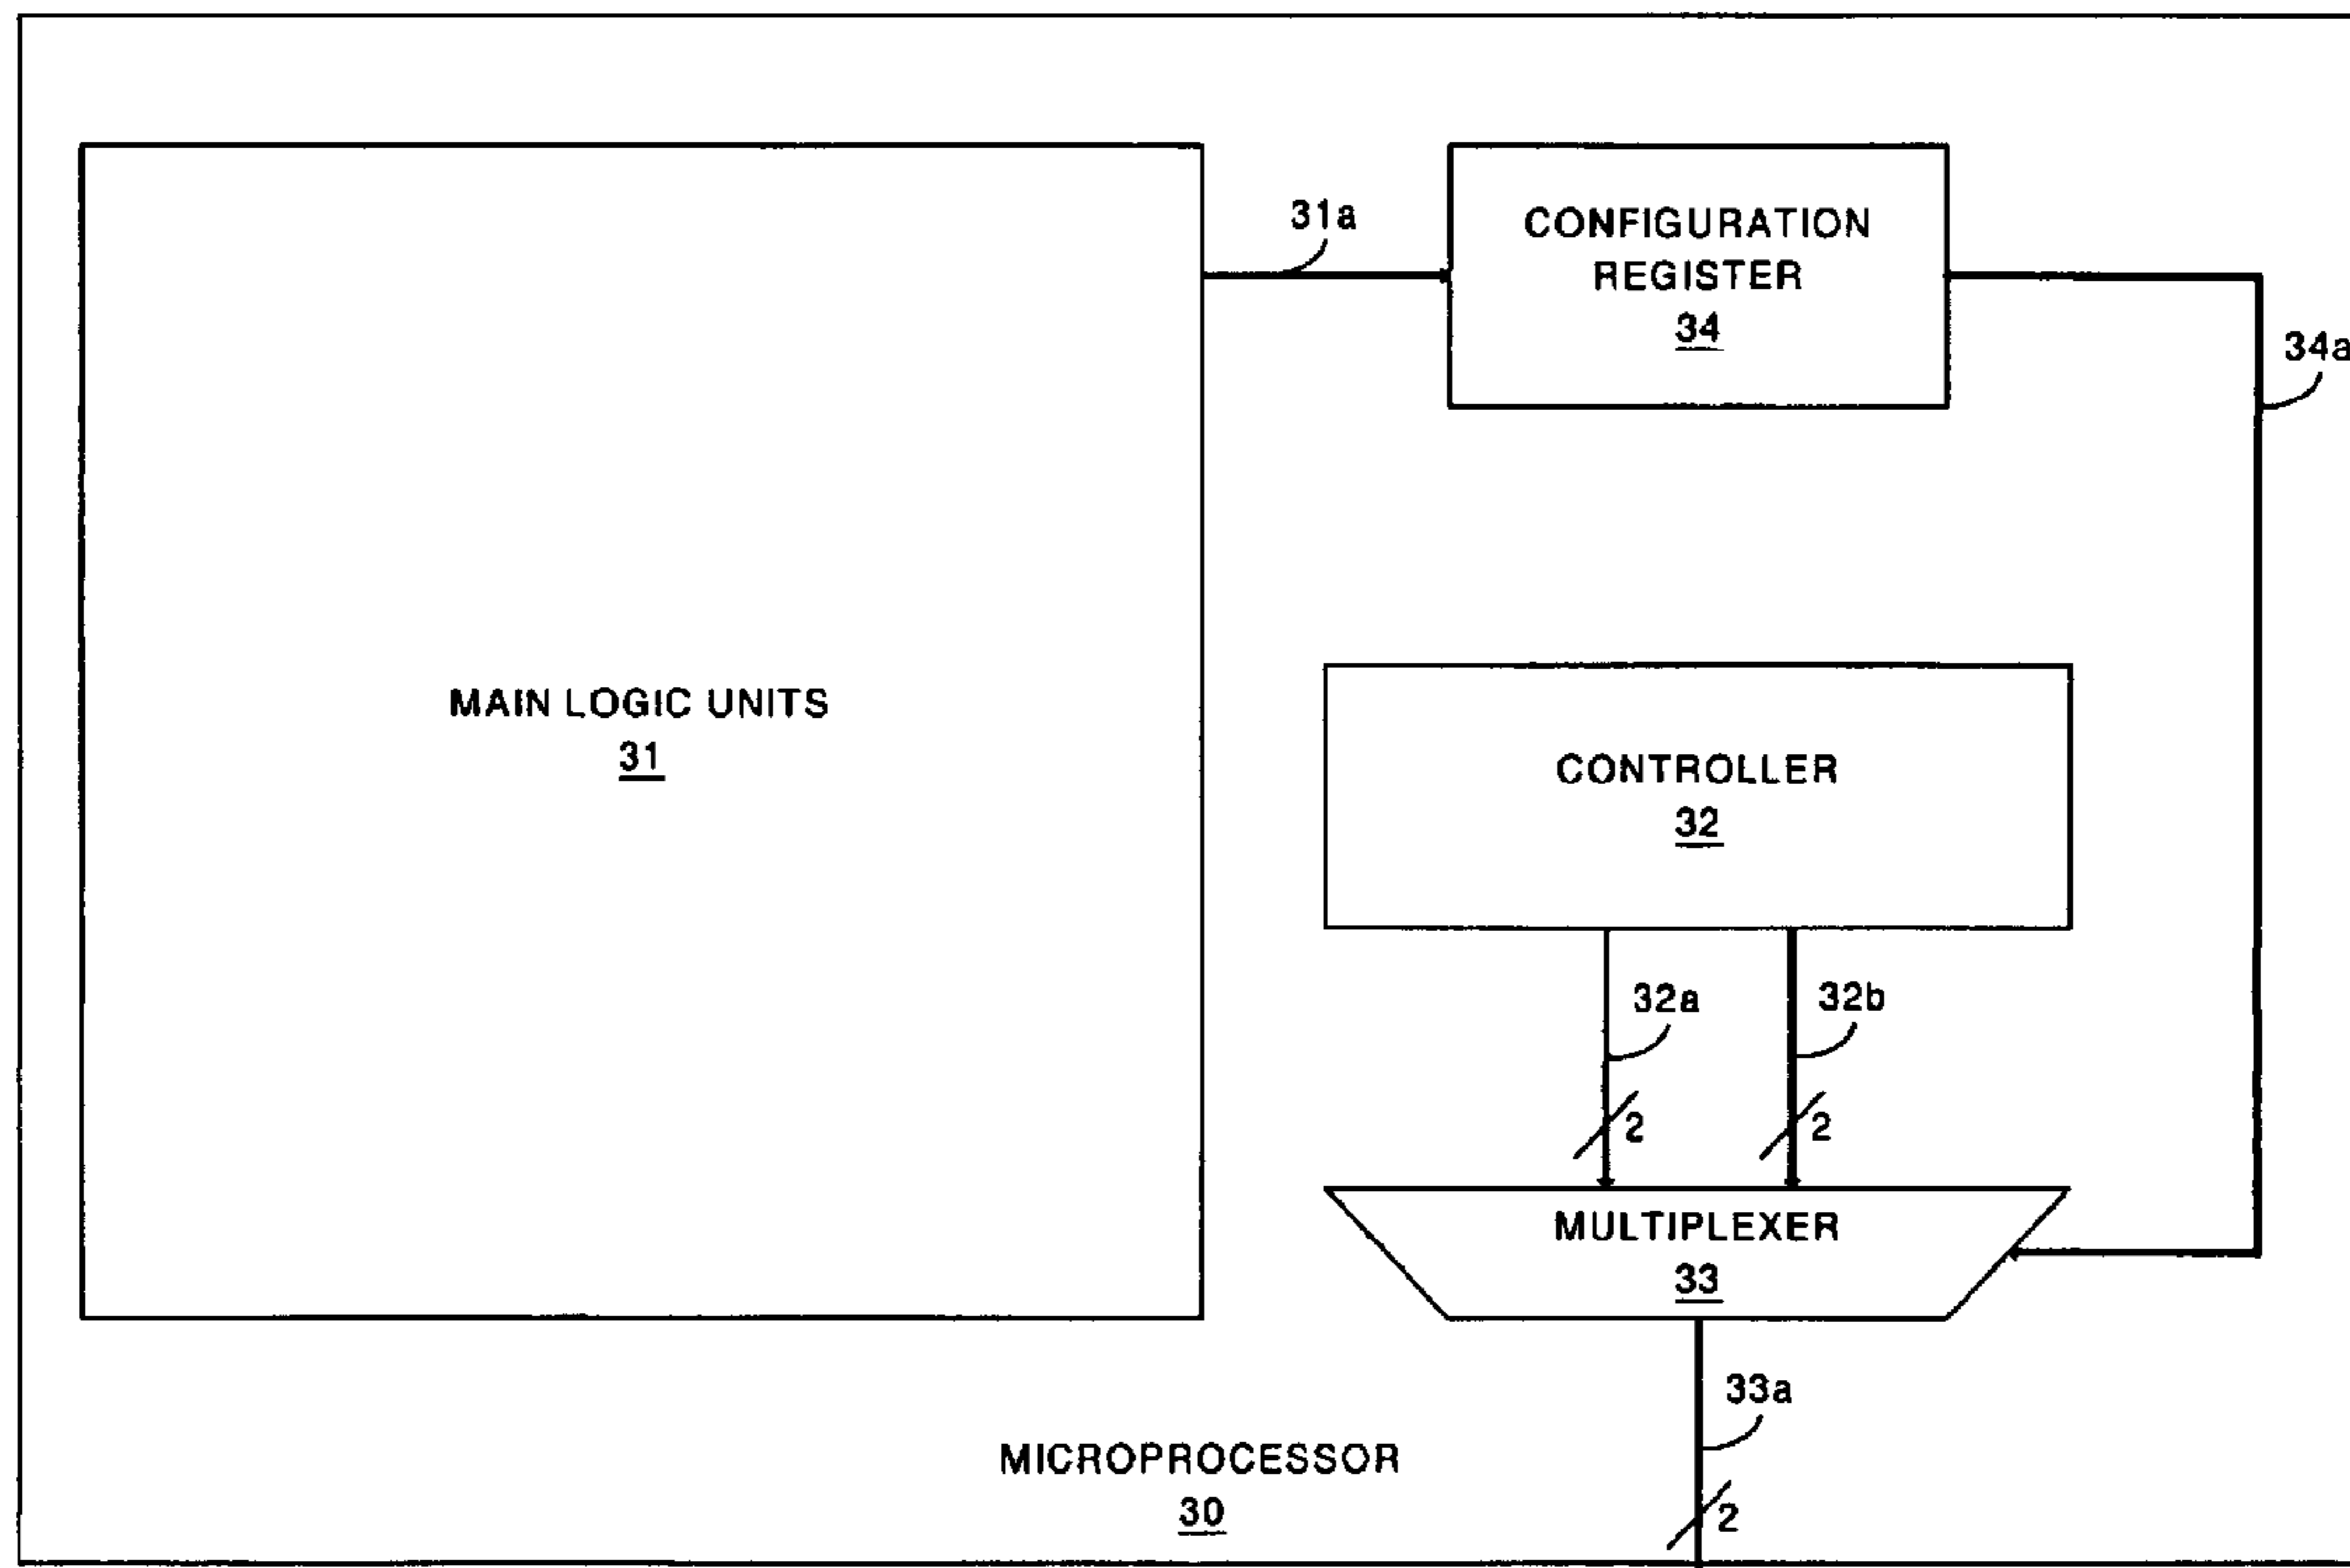 31a
CONFIGURATION
REGISTER
34
34a
MAIN LOGIC UNITS
31
CONTROLLER
32
32a
32b
2
2
MULTIPLEXER
33
33a
MICROPROCESSOR
30
2